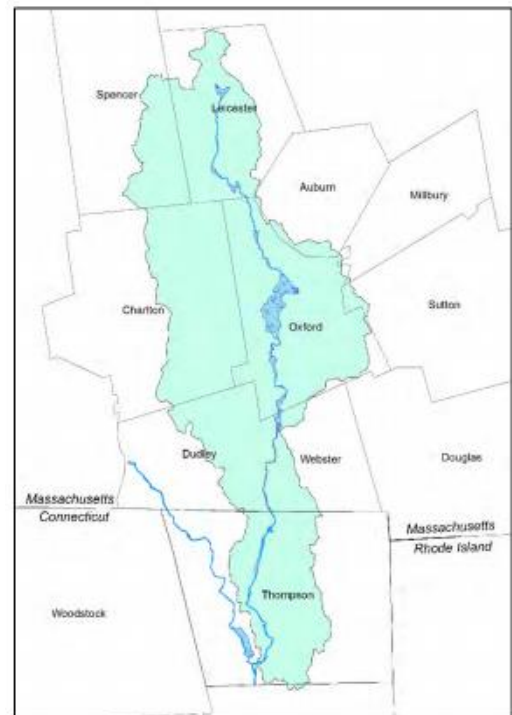 Spencer
Leicester
Auburn
Millbury
Charlton
Oxford
Sutton
Dudley
Webster
Douglas
Massachusetts
Connecticut
Massachusetts
Rhode Island
Thompson
Woodstock